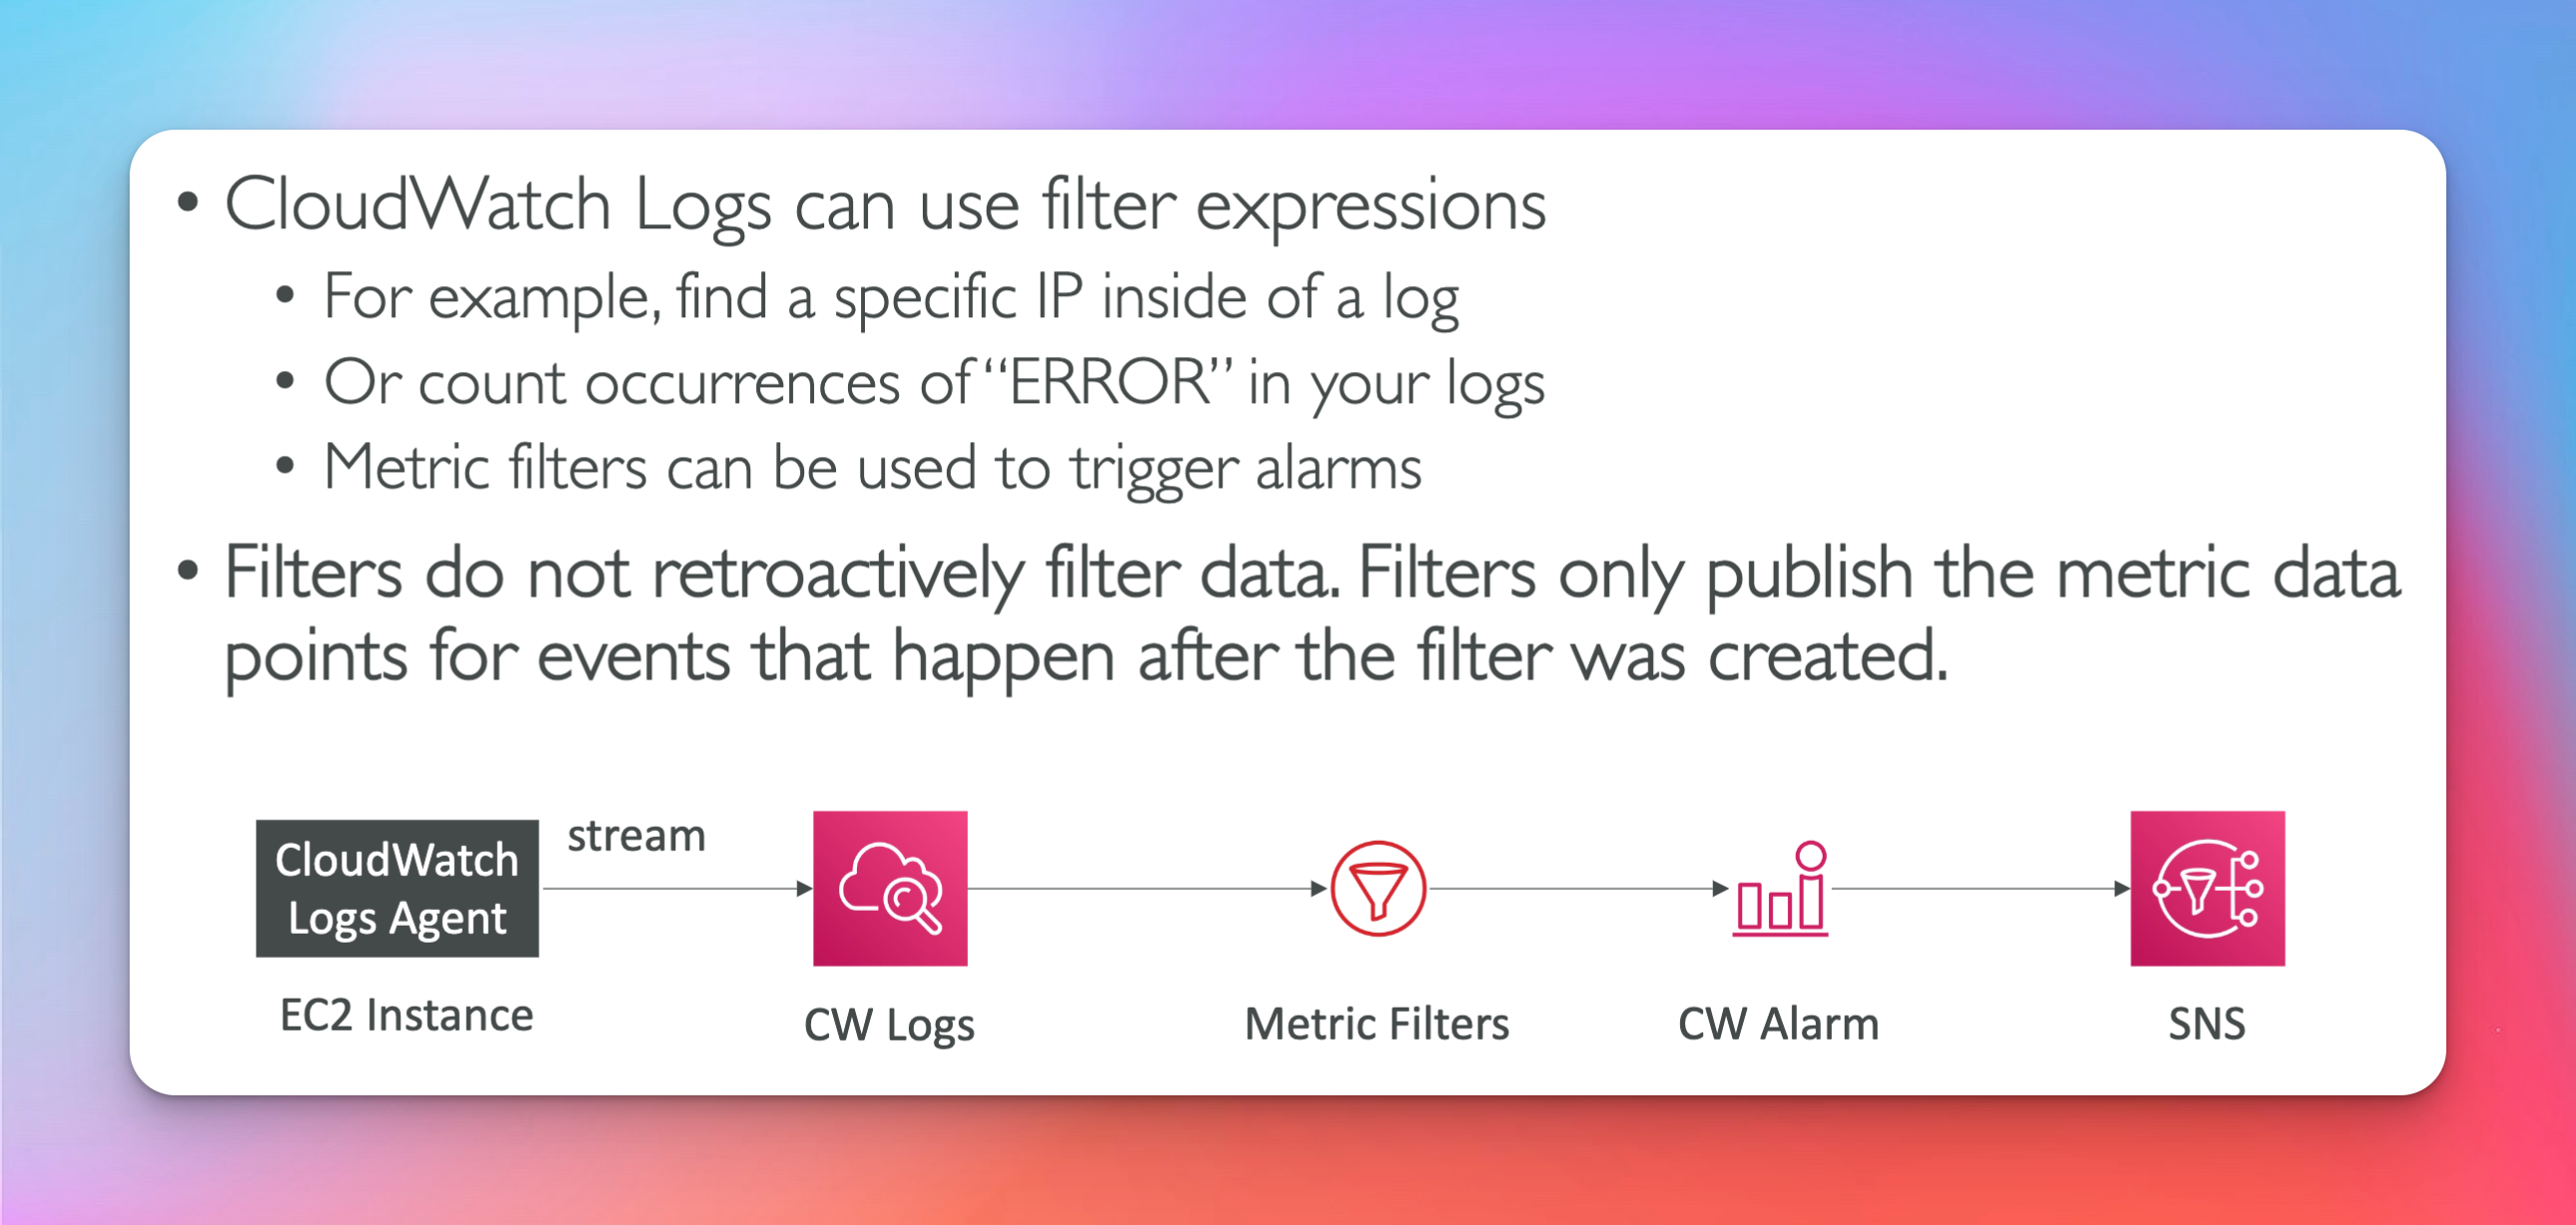 • CloudWatch Logs can use filter expressions
• For example, find a specific IP inside of a log
• Or count occurrences of “ERROR” in your logs
• Metric filters can be used to trigger alarms
• Filters do not retroactively filter data. Filters only publish the metric data
points for events that happen after the filter was created.
CloudWatch
Logs Agent
stream
EC2 Instance
CW Logs
Metric Filters
CW Alarm
SNS